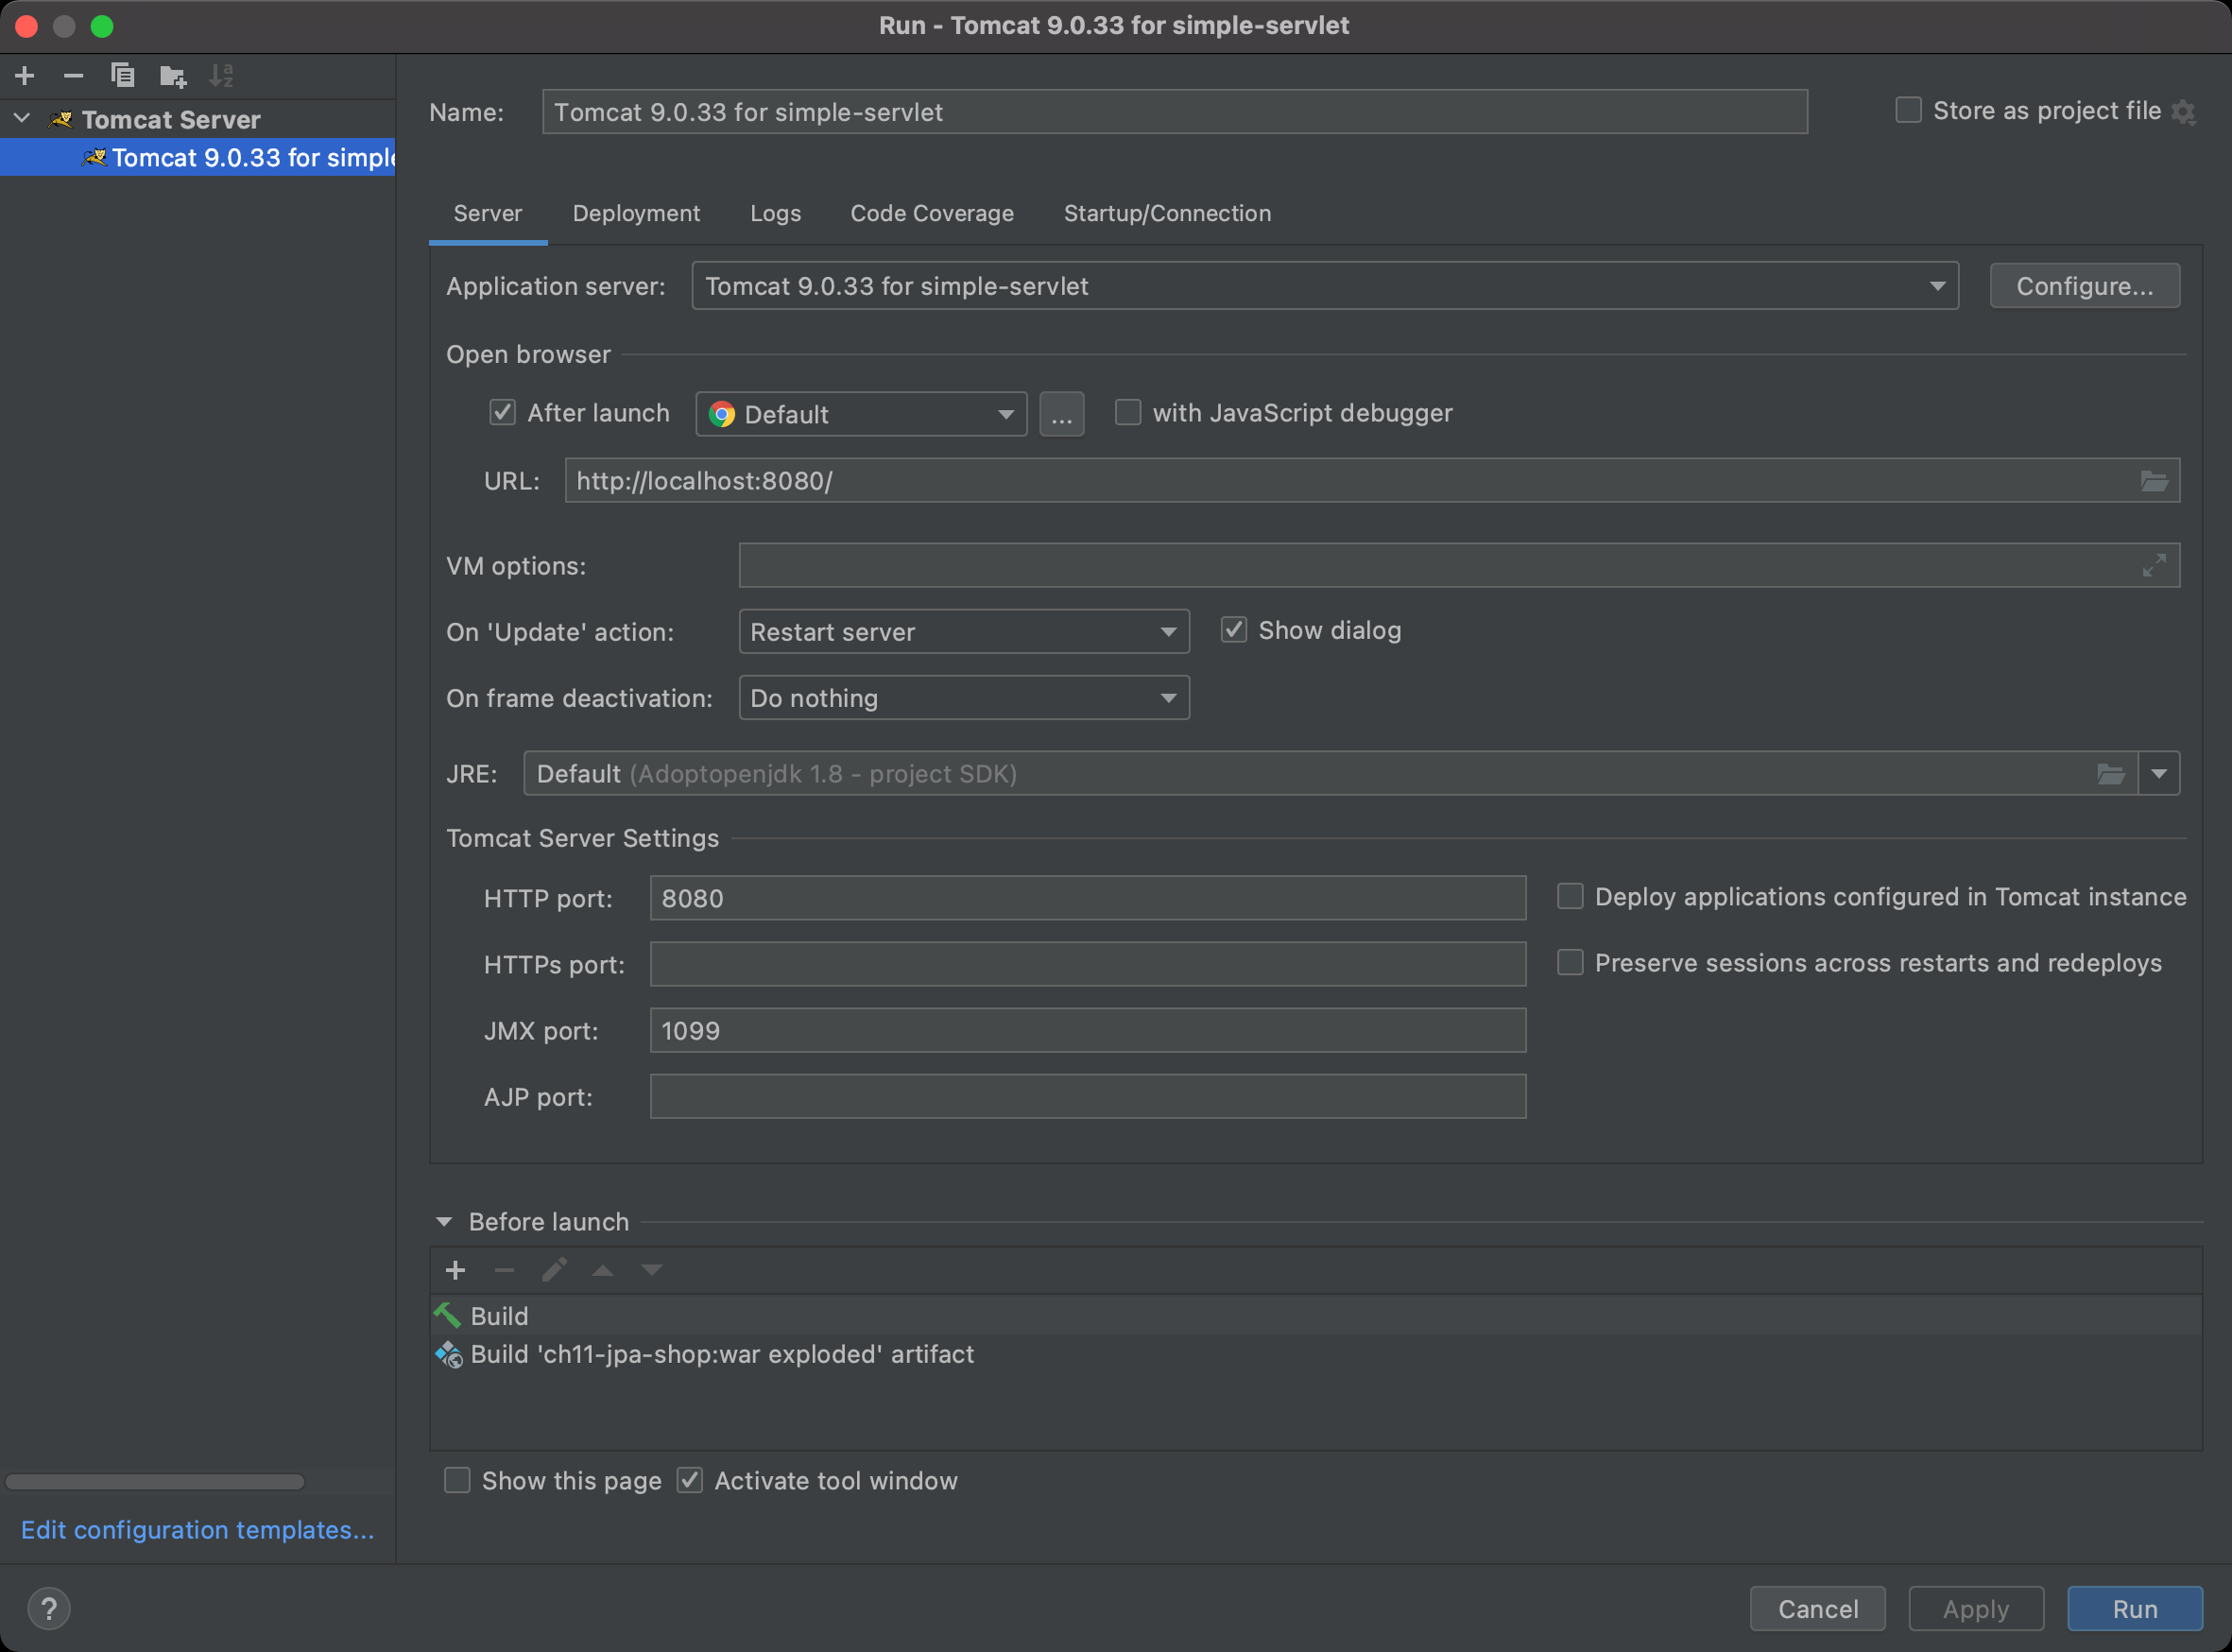 Run - Tomcat 9.0.33 for simple-servlet
Tomcat Server
Tomcat 9.0.33 for simple
Edit configuration templates...
Name: Tomcat 9.0.33 for simple-servlet Store as project file
Server Deployment Logs Code Coverage Startup/Connection
Application server: Tomcat 9.0.33 for simple-servlet Configure...
Open browser
After launch Default ... with JavaScript debugger
URL: http://localhost:8080/
VM options:
On 'Update' action: Restart server Show dialog
On frame deactivation: Do nothing
JRE: Default (Adoptopenjdk 1.8 - project SDK)
Tomcat Server Settings
HTTP port: 8080 Deploy applications configured in Tomcat instance
HTTPs port: Preserve sessions across restarts and redeploys
JMX port: 1099
AJP port:
Before launch
Build
Build 'ch11-jpa-shop:war exploded' artifact
Show this page Activate tool window
? Cancel Apply Run